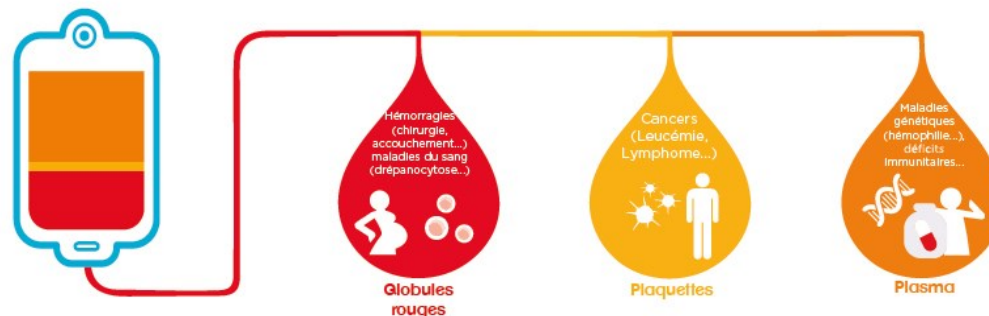 Hémorragies
(chirurgie,
accouchement...)
maladies du sang
(drépanocytose...)
Globules
rouges
Cancers
(Leucémie,
Lymphome...)
Plaquettes
Maladies
génétiques
(hémophilie...),
déficits
immunitaires...
Plasma